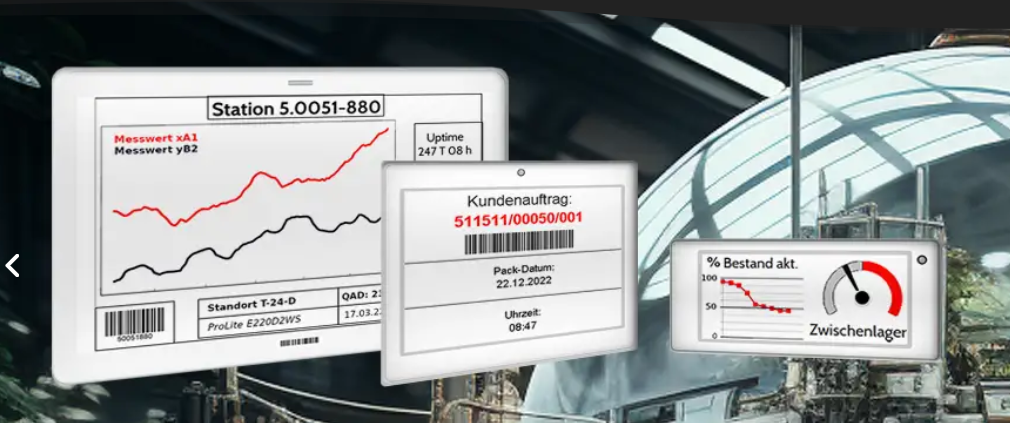 Station 5.0051-880
Messwert xA1
Messwert yB2
Uptime
247 T 08 h
Standort T-24-D
ProLite E220D2WS
QAD: 23
17.03.2
50051880
Kundenauftrag:
511511/00050/001
Pack-Datum:
22.12.2022
Uhrzeit:
08:47
% Bestand akt.
100
50
0
Zwischenlager